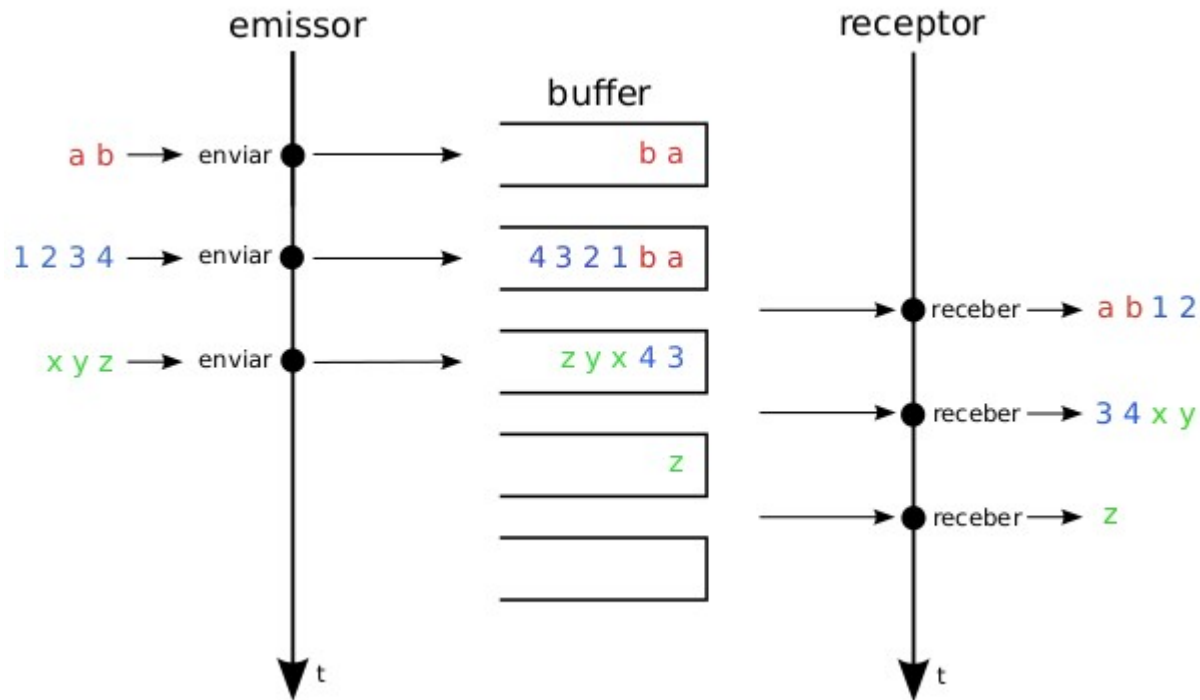 emissor
receptor
buffer
a b
enviar
b a
1 2 3 4
enviar
4 3 2 1 b a
receber
a b 1 2
x y z
enviar
z y x 4 3
receber
3 4 x y
z
receber
z
t
t